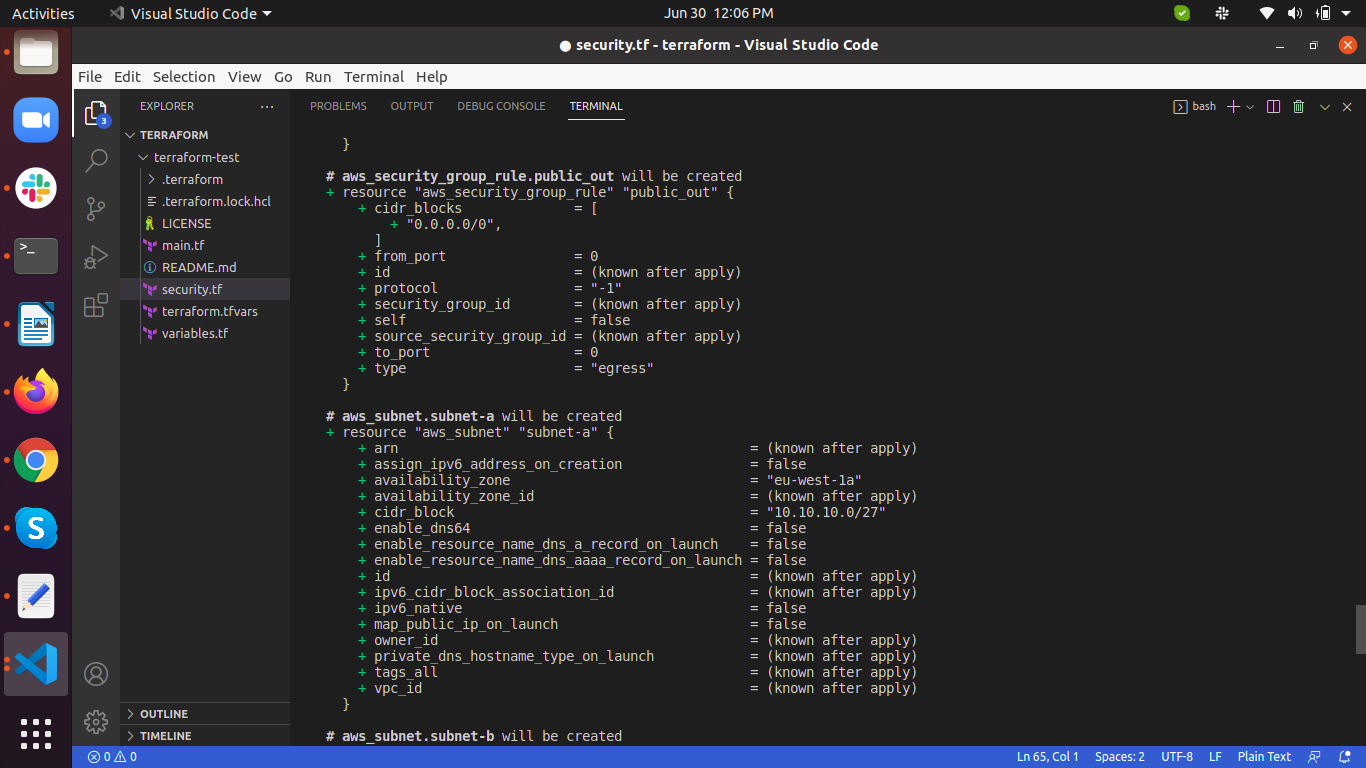 Activities
Visual Studio Code
Jun 30 12:06 PM
● security.tf - terraform - Visual Studio Code
File Edit Selection View Go Run Terminal Help
EXPLORER
PROBLEMS OUTPUT DEBUG CONSOLE TERMINAL
bash
3
TERRAFORM
terraform-test
.terraform
.terraform.lock.hcl
LICENSE
main.tf
README.md
security.tf
terraform.tfvars
variables.tf
OUTLINE
TIMELINE
}
# aws_security_group_rule.public_out will be created
+ resource "aws_security_group_rule" "public_out" {
+ cidr_blocks = [
+ "0.0.0.0/0",
]
+ from_port = 0
+ id = (known after apply)
+ protocol = "-1"
+ security_group_id = (known after apply)
+ self = false
+ source_security_group_id = (known after apply)
+ to_port = 0
+ type = "egress"
}
# aws_subnet.subnet-a will be created
+ resource "aws_subnet" "subnet-a" {
+ arn = (known after apply)
+ assign_ipv6_address_on_creation = false
+ availability_zone = "eu-west-1a"
+ availability_zone_id = (known after apply)
+ cidr_block = "10.10.10.0/27"
+ enable_dns64 = false
+ enable_resource_name_dns_a_record_on_launch = false
+ enable_resource_name_dns_aaaa_record_on_launch = false
+ id = (known after apply)
+ ipv6_cidr_block_association_id = (known after apply)
+ ipv6_native = false
+ map_public_ip_on_launch = false
+ owner_id = (known after apply)
+ private_dns_hostname_type_on_launch = (known after apply)
+ tags_all = (known after apply)
+ vpc_id = (known after apply)
}
# aws_subnet.subnet-b will be created
0 0
Ln 65, Col 1 Spaces: 2 UTF-8 LF Plain Text